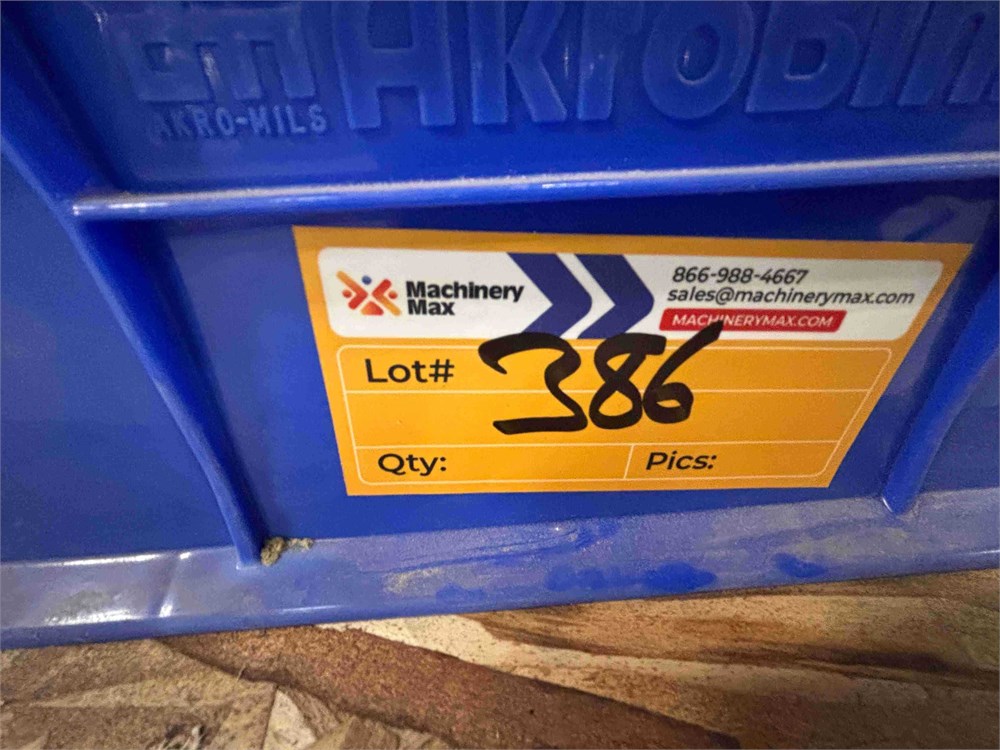 AkroBin
AKRO-MILS
Machinery
Max
866-988-4667
sales@machinerymax.com
MACHINERYMAX.COM
Lot# 386
Qty: Pics: